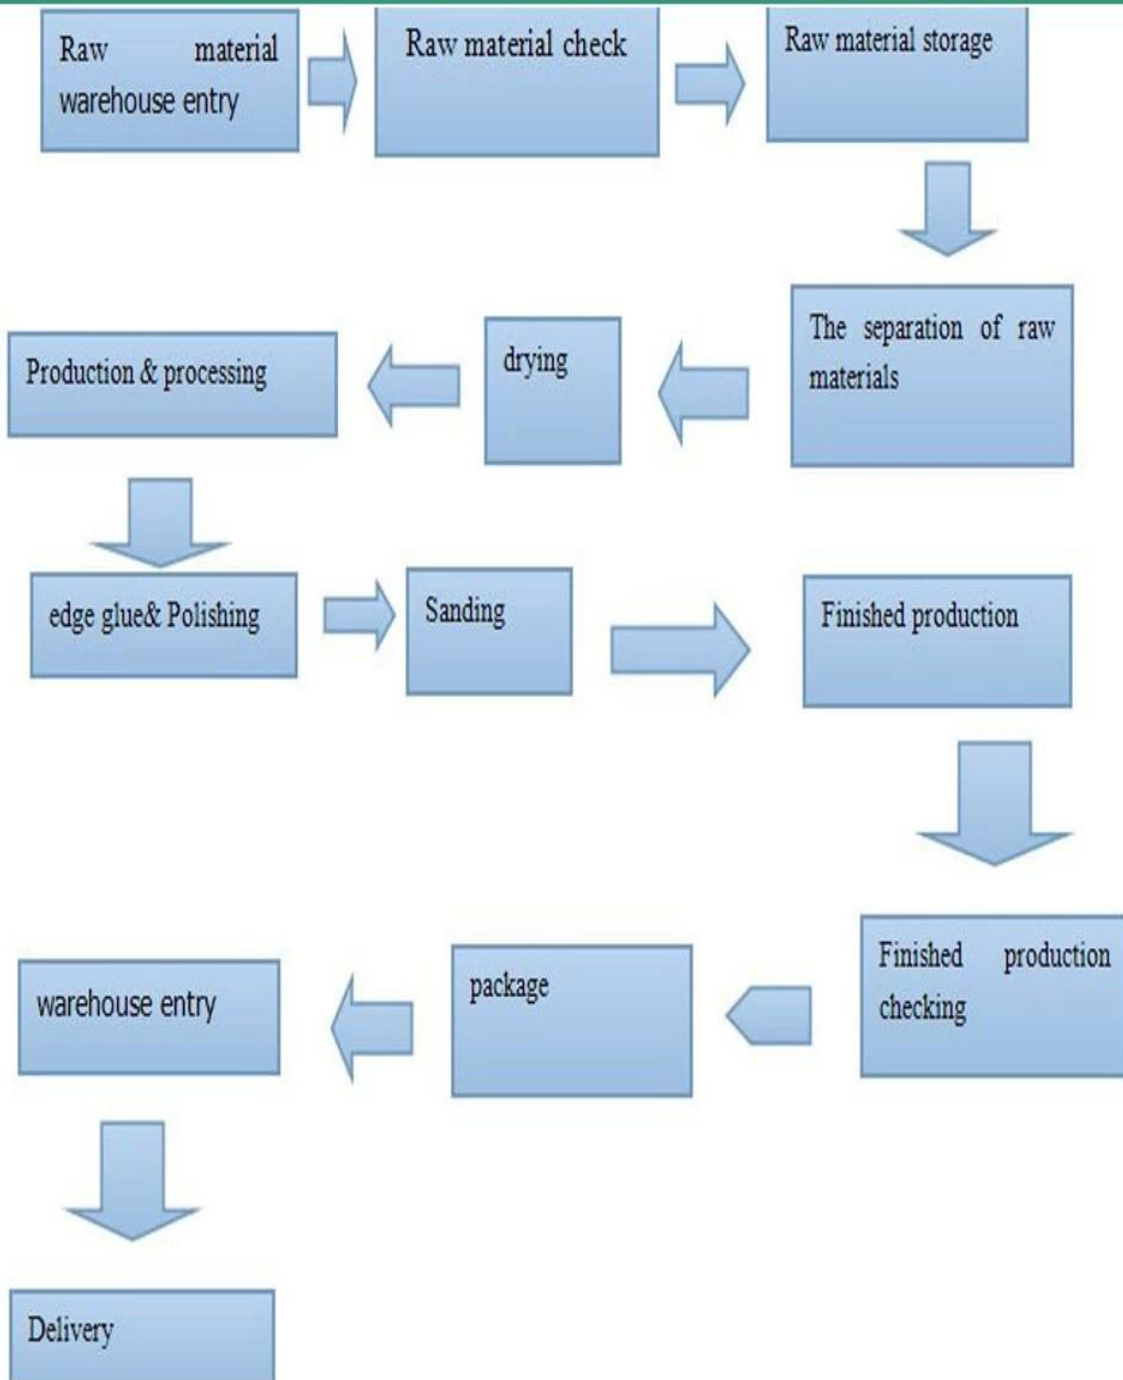 Raw material
warehouse entry
Raw material check
Raw material storage
The separation of raw
materials
drying
Production & processing
edge glue& Polishing
Sanding
Finished production
Finished production
checking
package
warehouse entry
Delivery